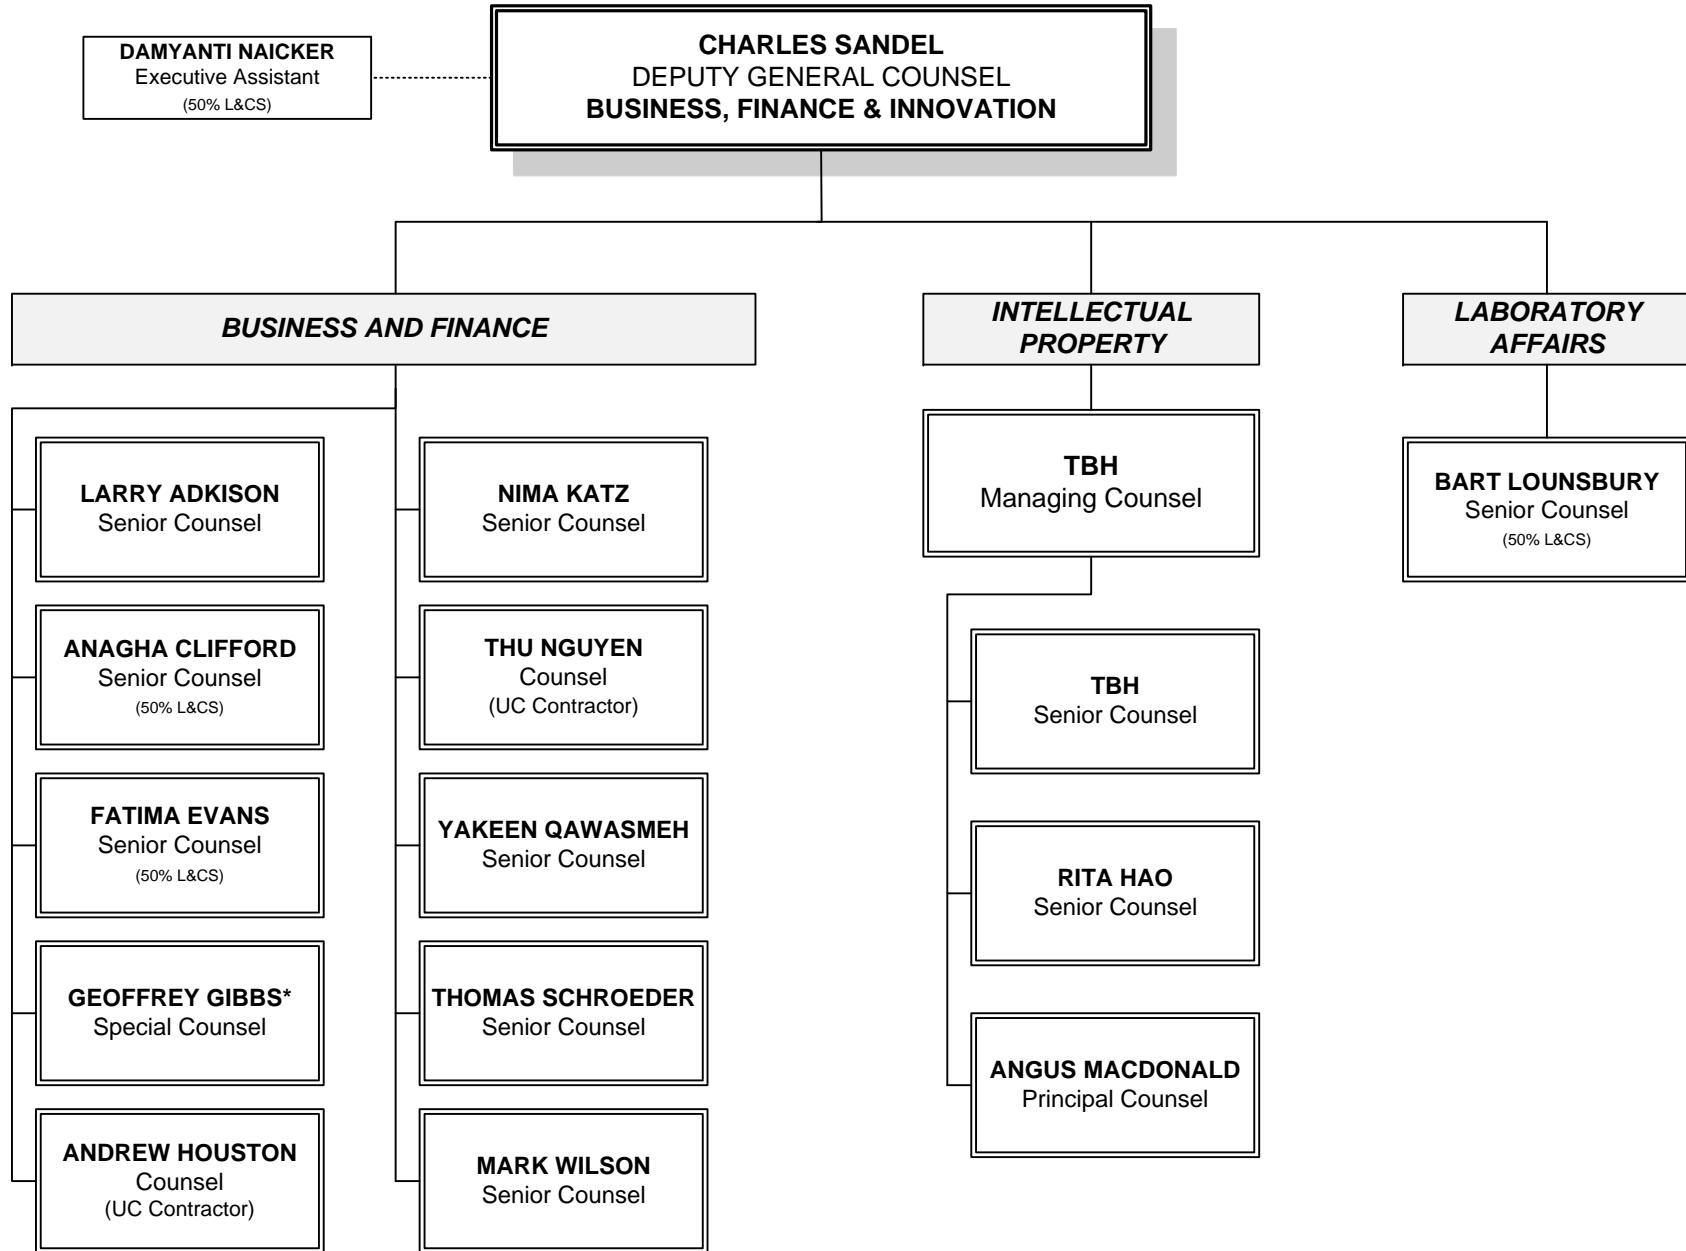 DAMYANTI NAICKER
Executive Assistant
(50% L&CS)
CHARLES SANDEL
DEPUTY GENERAL COUNSEL
BUSINESS, FINANCE & INNOVATION
BUSINESS AND FINANCE
LARRY ADKISON
Senior Counsel
ANAGHA CLIFFORD
Senior Counsel
(50% L&CS)
FATIMA EVANS
Senior Counsel
(50% L&CS)
GEOFFREY GIBBS*
Special Counsel
ANDREW HOUSTON
Counsel
(UC Contractor)
NIMA KATZ
Senior Counsel
THU NGUYEN
Counsel
(UC Contractor)
YAKEEN QAWASMEH
Senior Counsel
THOMAS SCHROEDER
Senior Counsel
MARK WILSON
Senior Counsel
INTELLECTUAL
PROPERTY
TBH
Managing Counsel
TBH
Senior Counsel
RITA HAO
Senior Counsel
ANGUS MACDONALD
Principal Counsel
LABORATORY
AFFAIRS
BART LOUNSBURY
Senior Counsel
(50% L&CS)